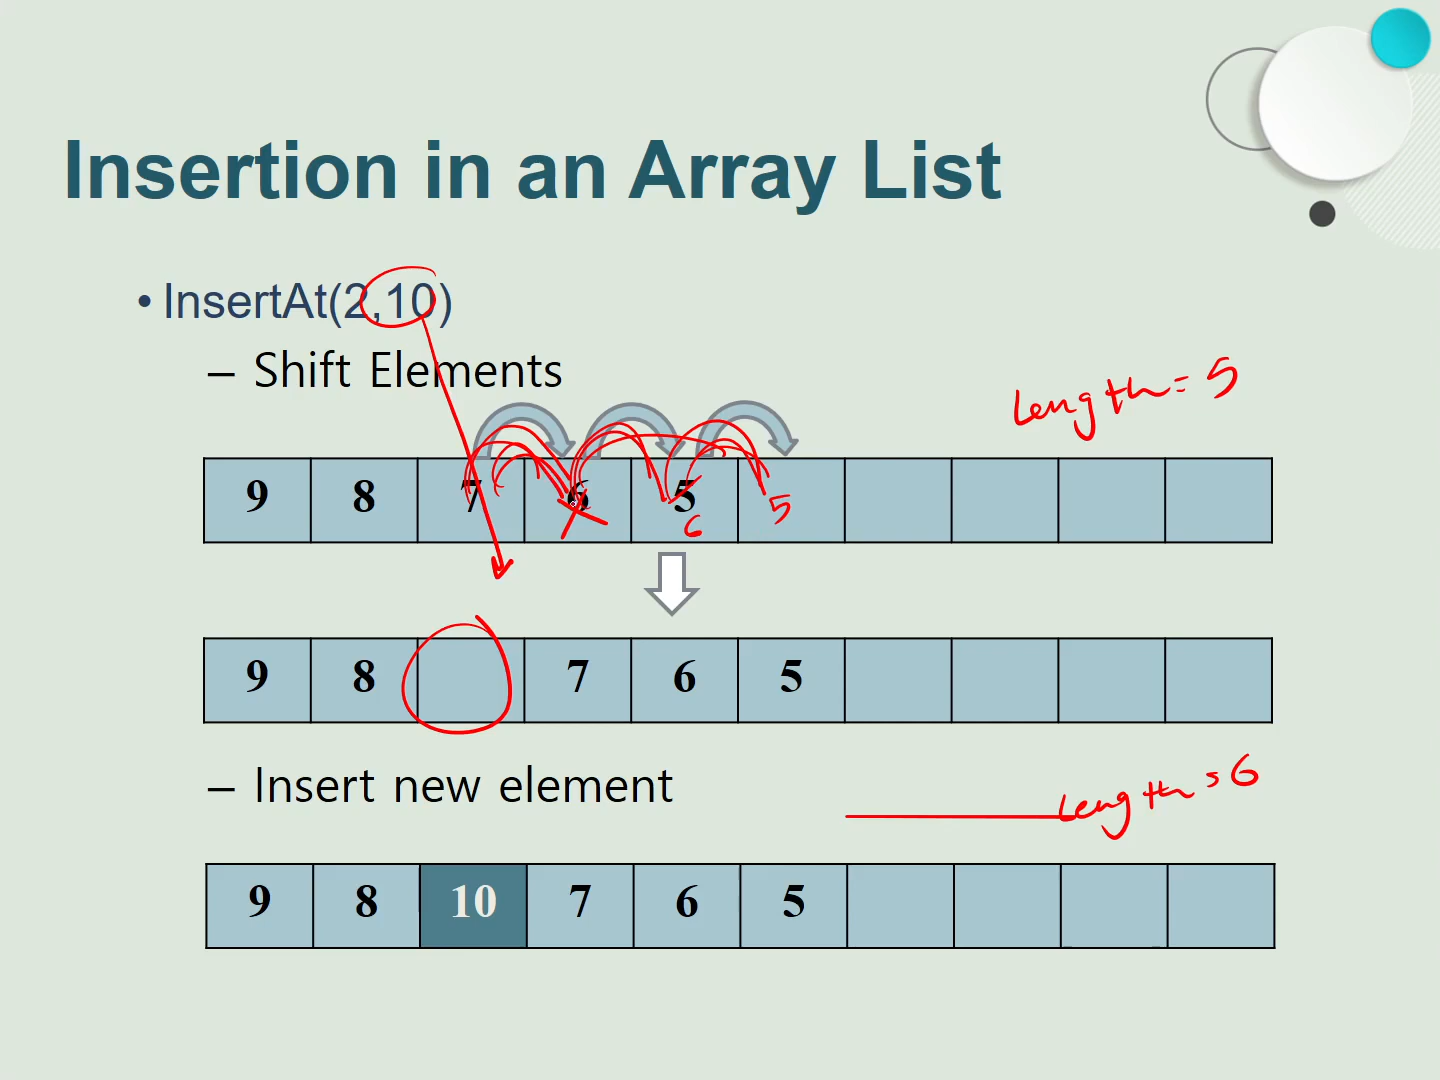 Insertion in an Array List
• InsertAt(2,10)
– Shift Elements
length = 5
9 8 7 6 5
6 5
9 8 7 6 5
– Insert new element
length = 6
9 8 10 7 6 5